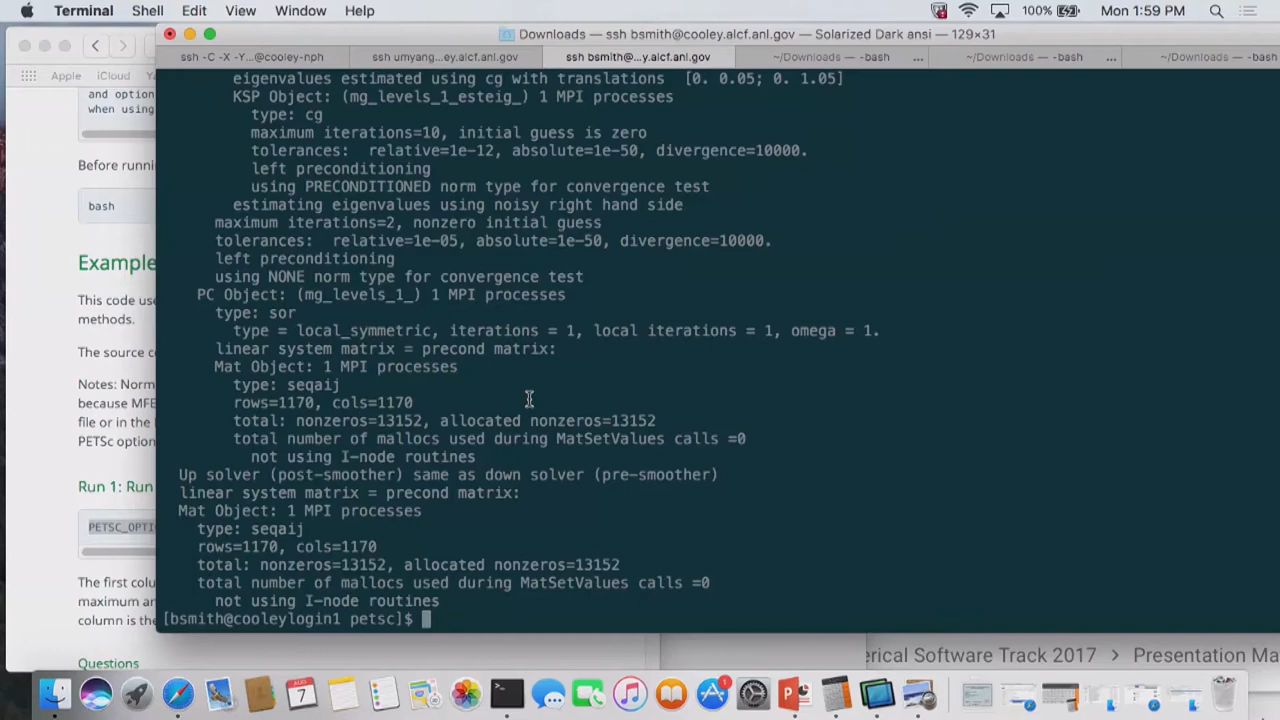 Terminal Shell Edit View Window Help 100% Mon 1:59 PM
Downloads — ssh bsmith@cooley.alcf.anl.gov — Solarized Dark ansi — 129×31
ssh -C -X -Y...@cooley-nph ssh umyang...ey.alcf.anl.gov ssh bsmith@...y.alcf.anl.gov ~/Downloads — -bash ... ~/Downloads — -bash ... ~/Downloads — -bash
Apple iCloud
and option
when using
Before runni
bash
Example
This code use
methods.
The source co
Notes: Norm
because MFE
file or in the
PETSc option
Run 1: Run
PETSC_OPTI
The first colu
maximum an
column is the
Questions
eigenvalues estimated using cg with translations [0. 0.05; 0. 1.05]
KSP Object: (mg_levels_1_esteig_) 1 MPI processes
type: cg
maximum iterations=10, initial guess is zero
tolerances: relative=1e-12, absolute=1e-50, divergence=10000.
left preconditioning
using PRECONDITIONED norm type for convergence test
estimating eigenvalues using noisy right hand side
maximum iterations=2, nonzero initial guess
tolerances: relative=1e-05, absolute=1e-50, divergence=10000.
left preconditioning
using NONE norm type for convergence test
PC Object: (mg_levels_1_) 1 MPI processes
type: sor
type = local_symmetric, iterations = 1, local iterations = 1, omega = 1.
linear system matrix = precond matrix:
Mat Object: 1 MPI processes
type: seqaij
rows=1170, cols=1170
total: nonzeros=13152, allocated nonzeros=13152
total number of mallocs used during MatSetValues calls =0
not using I-node routines
Up solver (post-smoother) same as down solver (pre-smoother)
linear system matrix = precond matrix:
Mat Object: 1 MPI processes
type: seqaij
rows=1170, cols=1170
total: nonzeros=13152, allocated nonzeros=13152
total number of mallocs used during MatSetValues calls =0
not using I-node routines
[bsmith@cooleylogin1 petsc]$
erical Software Track 2017 > Presentation Ma
7
1